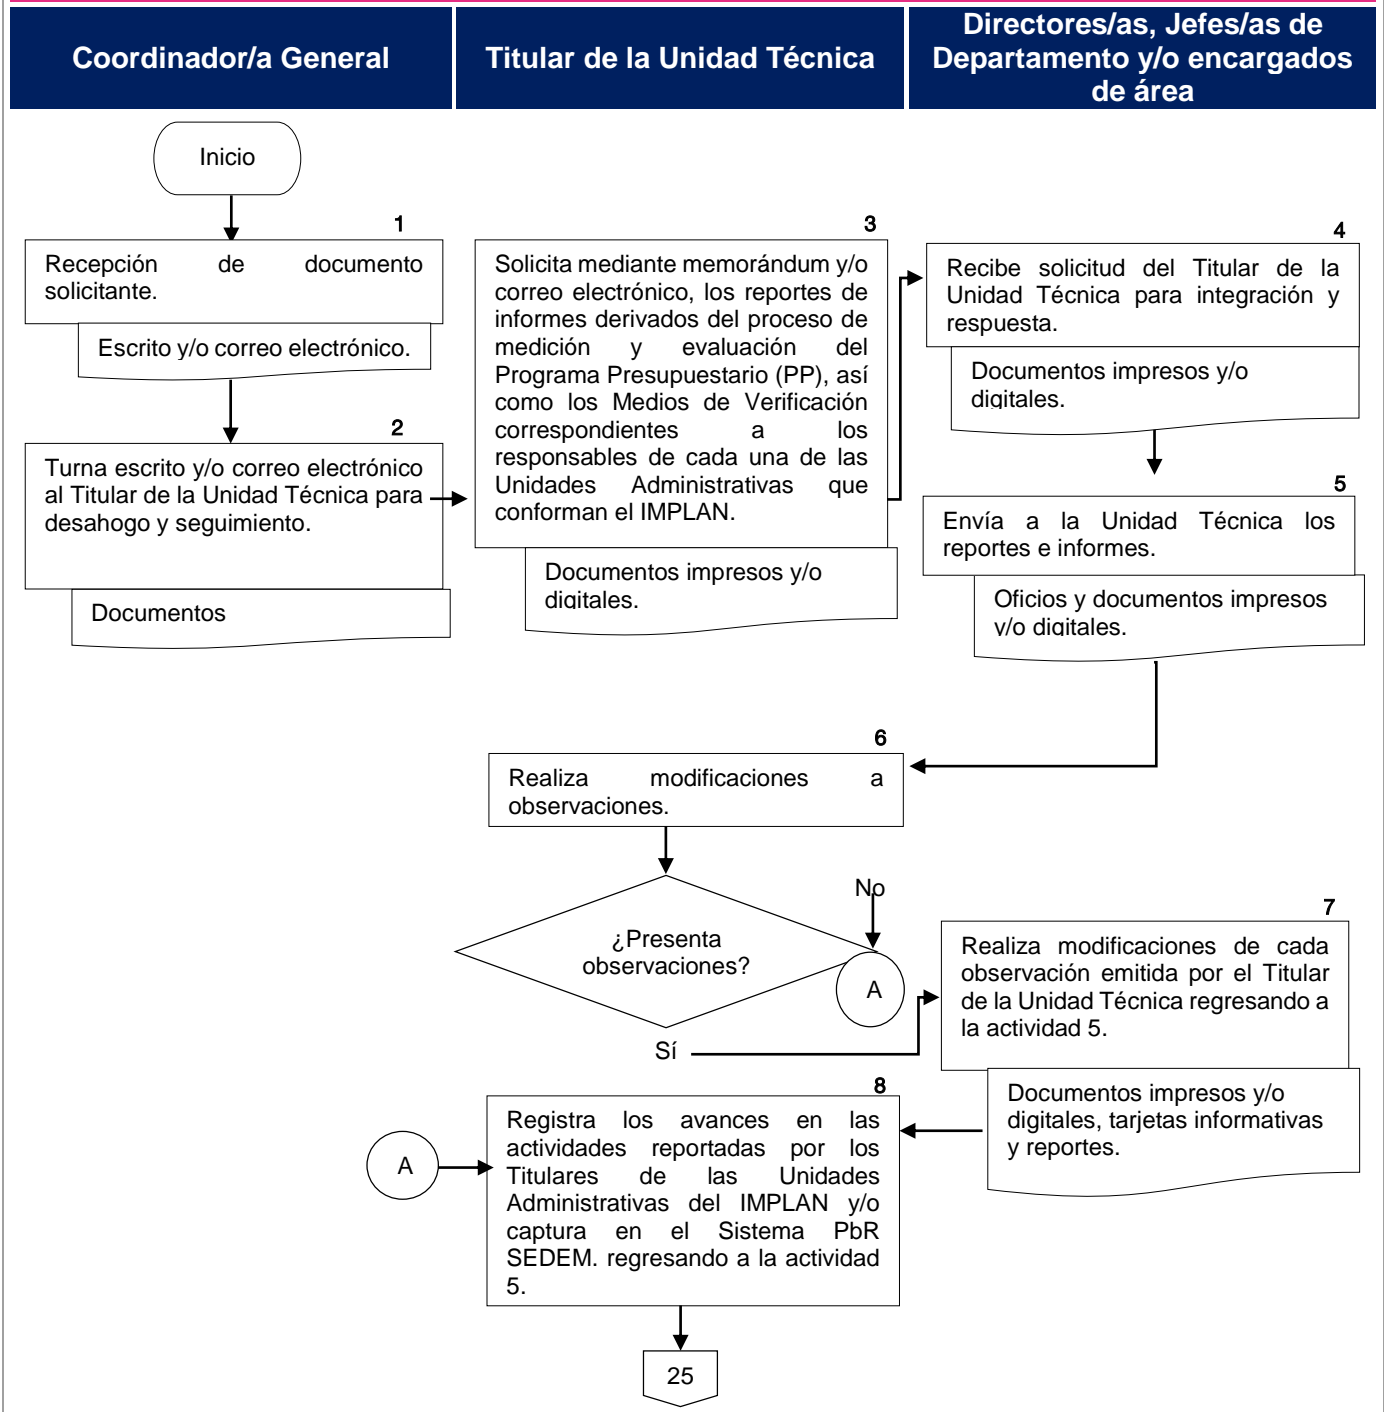 Coordinador/a General
Titular de la Unidad Técnica
Directores/as, Jefes/as de
Departamento y/o encargados
de área
Inicio
1
Recepción de documento
solicitante.
Escrito y/o correo electrónico.
2
Turna escrito y/o correo electrónico
al Titular de la Unidad Técnica para
desahogo y seguimiento.
Documentos
3
Solicita mediante memorándum y/o
correo electrónico, los reportes de
informes derivados del proceso de
medición y evaluación del
Programa Presupuestario (PP), así
como los Medios de Verificación
correspondientes a los
responsables de cada una de las
Unidades Administrativas que
conforman el IMPLAN.
Documentos impresos y/o
digitales.
4
Recibe solicitud del Titular de la
Unidad Técnica para integración y
respuesta.
Documentos impresos y/o
digitales.
5
Envía a la Unidad Técnica los
reportes e informes.
Oficios y documentos impresos
y/o digitales.
6
Realiza modificaciones a
observaciones.
¿Presenta
observaciones?
No
A
Sí
7
Realiza modificaciones de cada
observación emitida por el Titular
de la Unidad Técnica regresando a
la actividad 5.
Documentos impresos y/o
digitales, tarjetas informativas
y reportes.
8
A
Registra los avances en las
actividades reportadas por los
Titulares de las Unidades
Administrativas del IMPLAN y/o
captura en el Sistema PbR
SEDEM. regresando a la actividad
5.
25